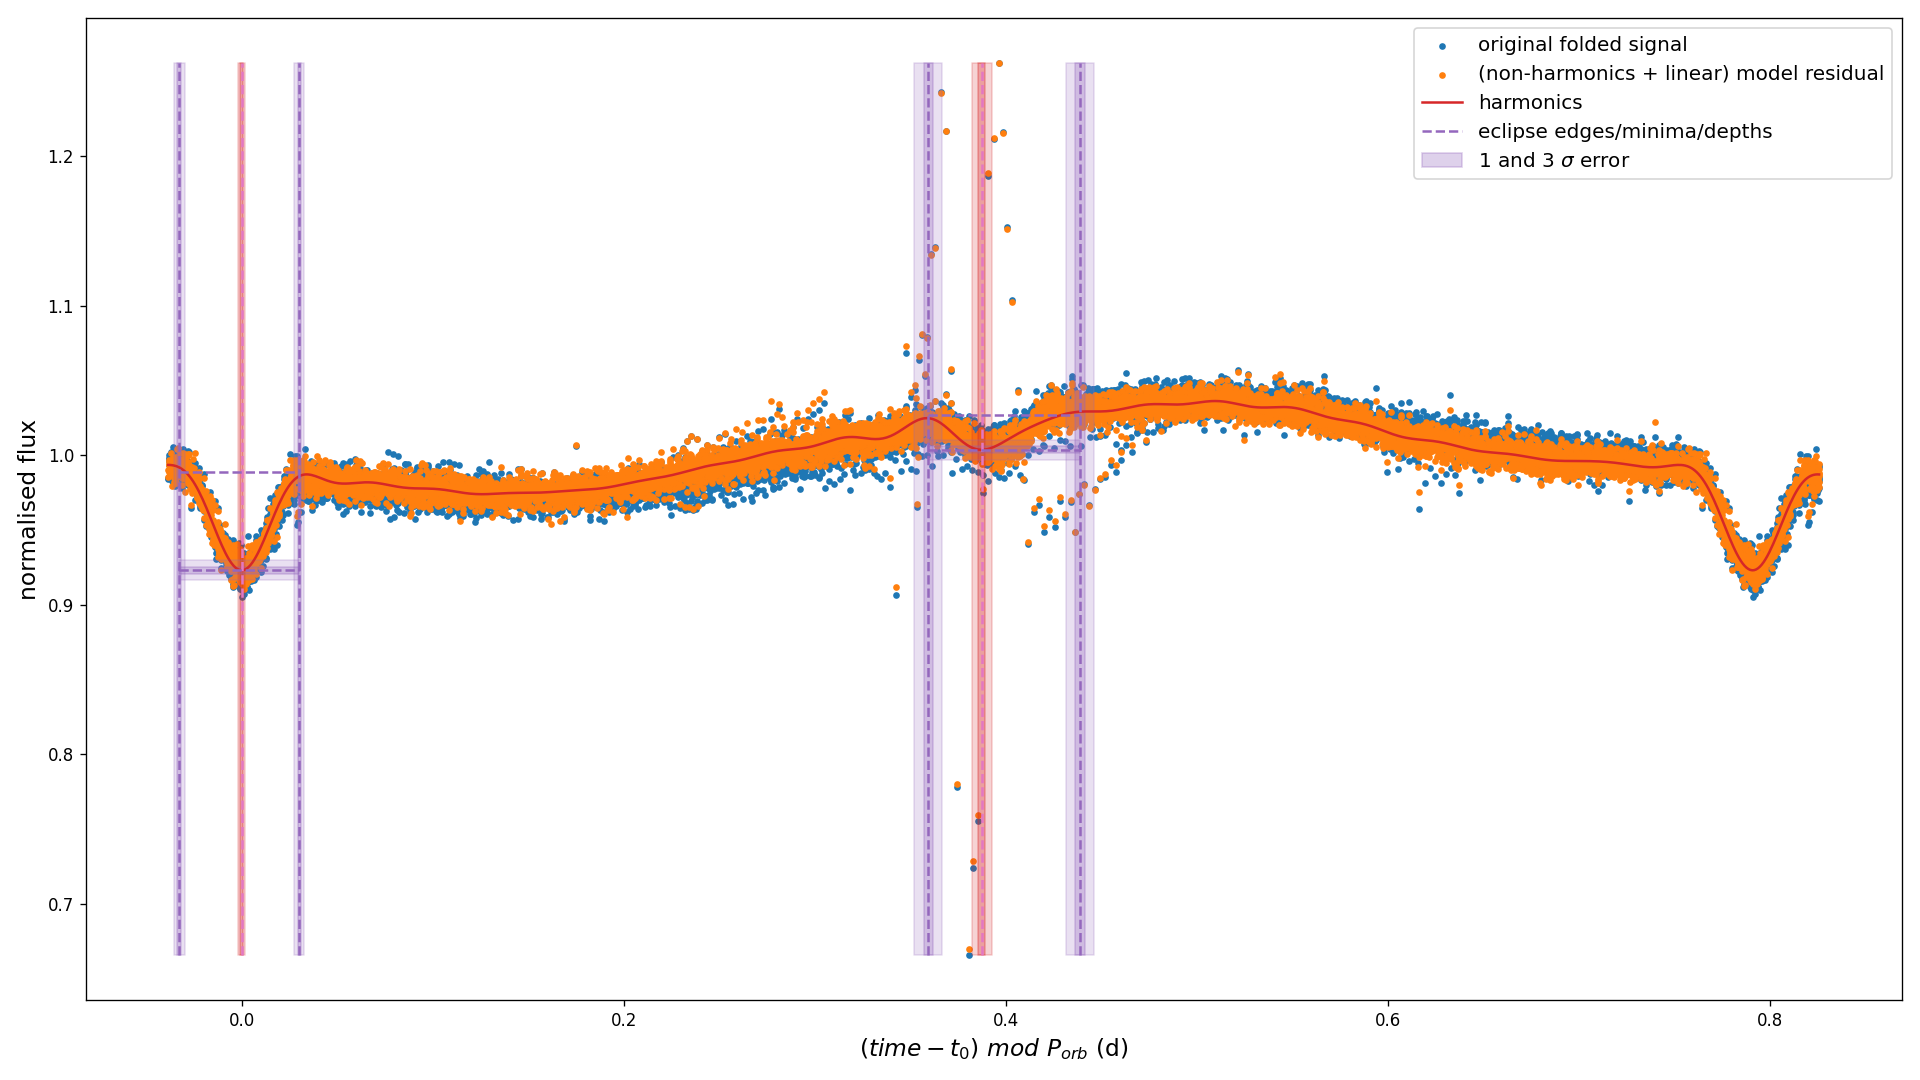 original folded signal
(non-harmonics + linear) model residual
harmonics
eclipse edges/minima/depths
1 and 3 σ error
normalised flux
1.2
1.1
1.0
0.9
0.8
0.7
0.0
0.2
0.4
0.6
0.8
(time − t₀) mod P_orb (d)